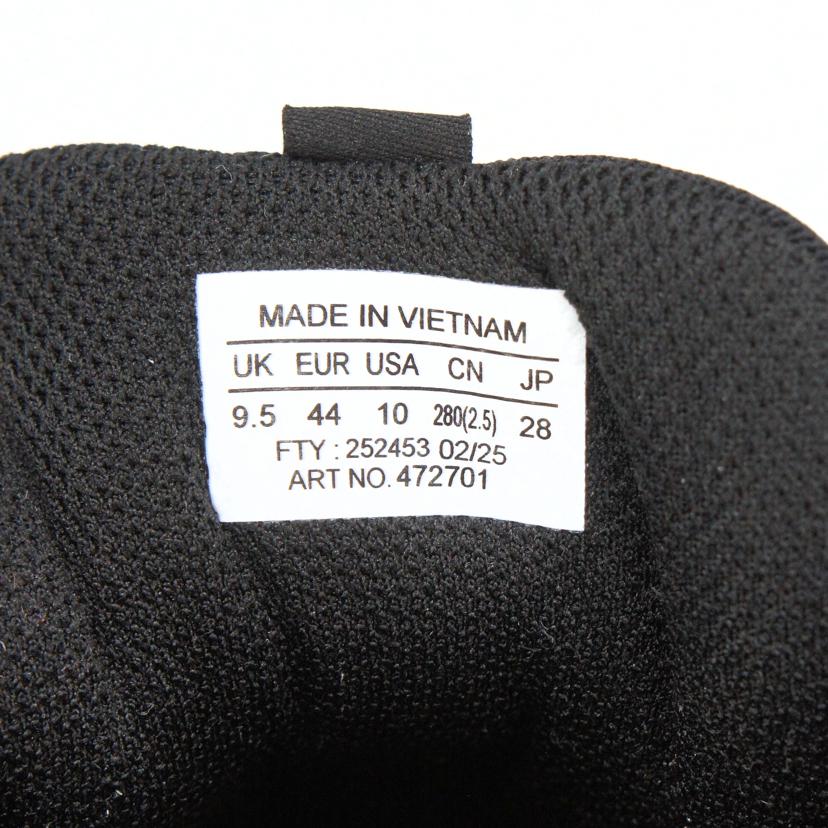 MADE IN VIETNAM
UK EUR USA CN JP
9.5 44 10 280(2.5) 28
FTY : 252453 02/25
ART NO. 472701